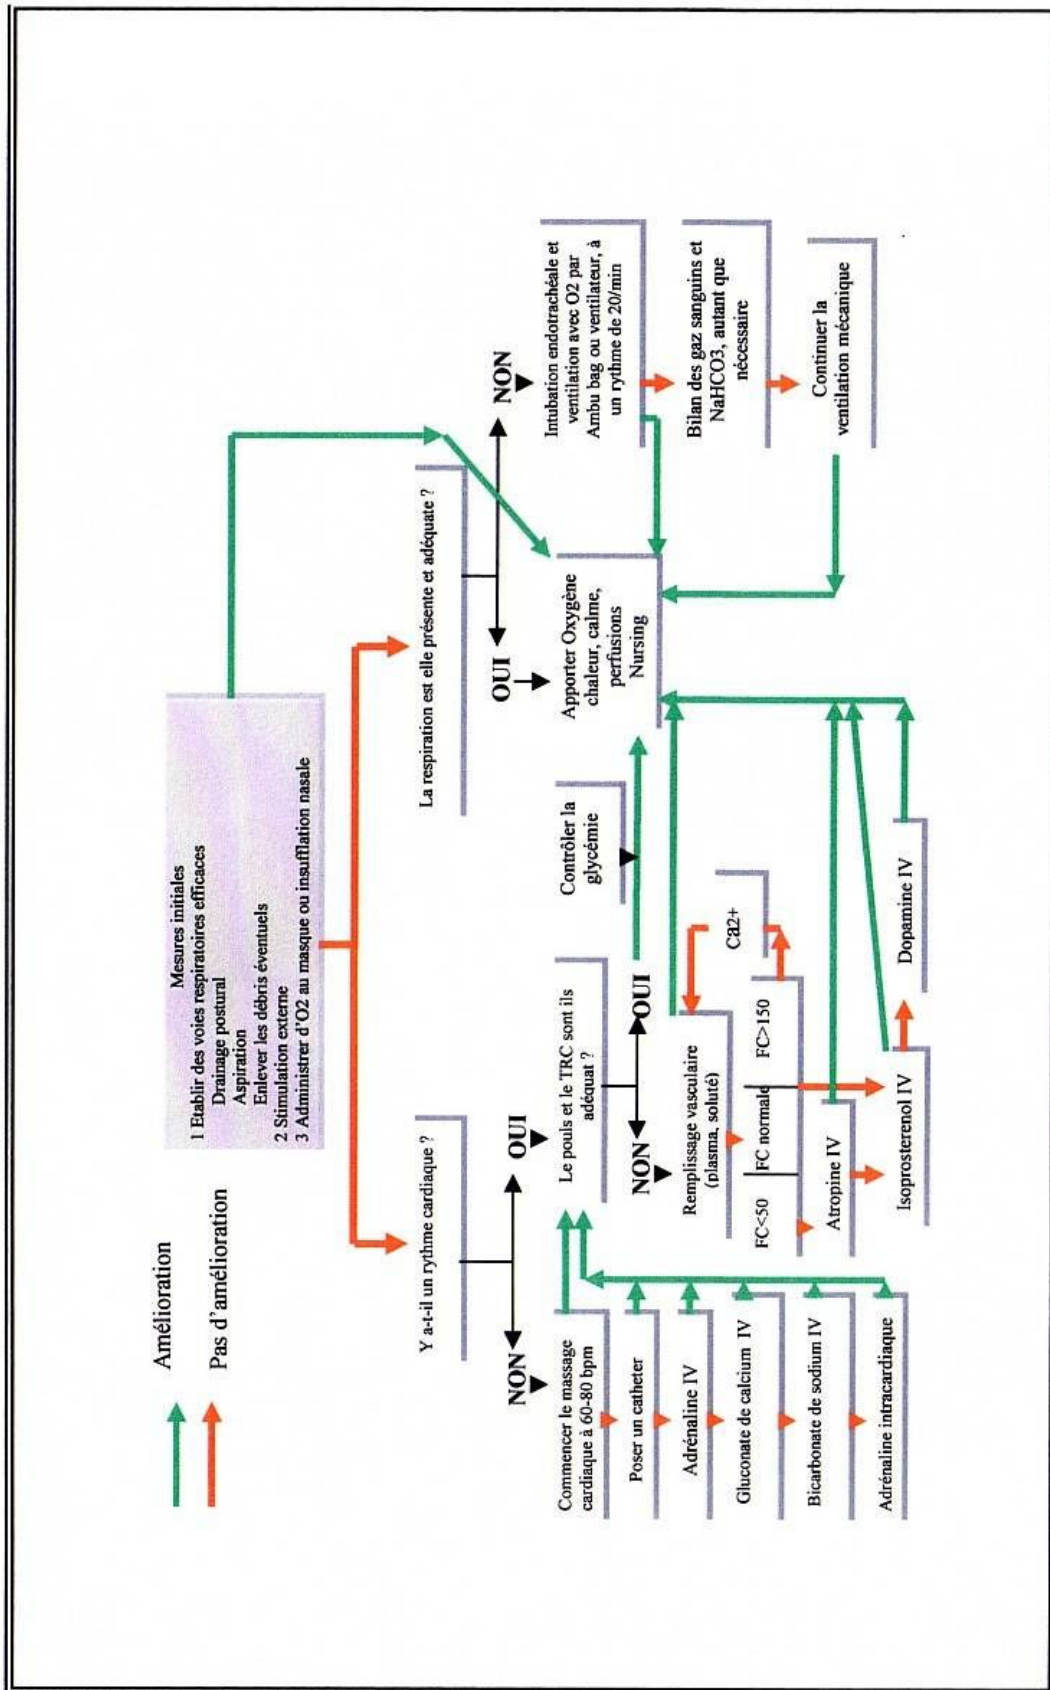 Amélioration
Pas d'amélioration
Mesures initiales
1 Etablir des voies respiratoires efficaces
Drainage postural
Aspiration
Enlever les débris éventuels
2 Stimulation externe
3 Administrer d'O2 au masque ou insufflation nasale
Y a-t-il un rythme cardiaque ?
La respiration est elle présente et adéquate ?
NON
OUI
OUI
NON
Commencer le massage
cardiaque à 60-80 bpm
Poser un catheter
Adrénaline IV
Gluconate de calcium IV
Bicarbonate de sodium IV
Adrénaline intracardiaque
Le pouls et le TRC sont ils
adéquat ?
NON
OUI
Contrôler la
glycémie
Remplissage vasculaire
(plasma, soluté)
FC<50
FC normale
FC>150
Ca2+
Atropine IV
Isoprosterenol IV
Dopamine IV
Apporter Oxygène
chaleur, calme,
perfusions
Nursing
Intubation endotrachéale et
ventilation avec O2 par
Ambu bag ou ventilateur, à
un rythme de 20/min
Bilan des gaz sanguins et
NaHCO3, autant que
nécessaire
Continuer la
ventilation mécanique